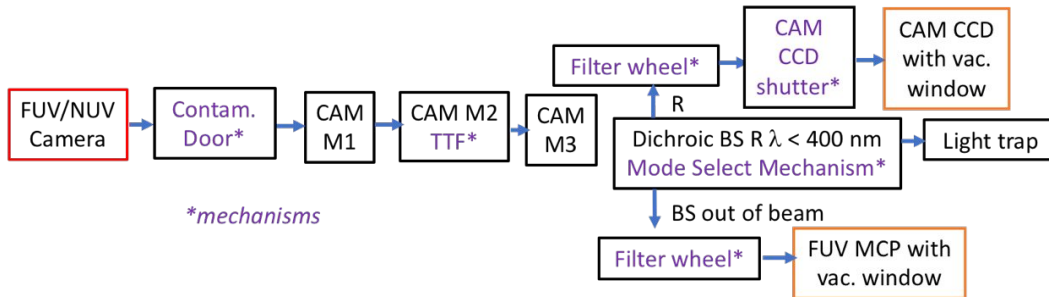 FUV/NUV
Camera
Contam.
Door*
CAM
M1
CAM M2
TTF*
CAM
M3
Filter wheel*
CAM
CCD
shutter*
CAM CCD
with vac.
window
R
Dichroic BS R λ < 400 nm
Mode Select Mechanism*
Light trap
BS out of beam
Filter wheel*
FUV MCP with
vac. window
*mechanisms